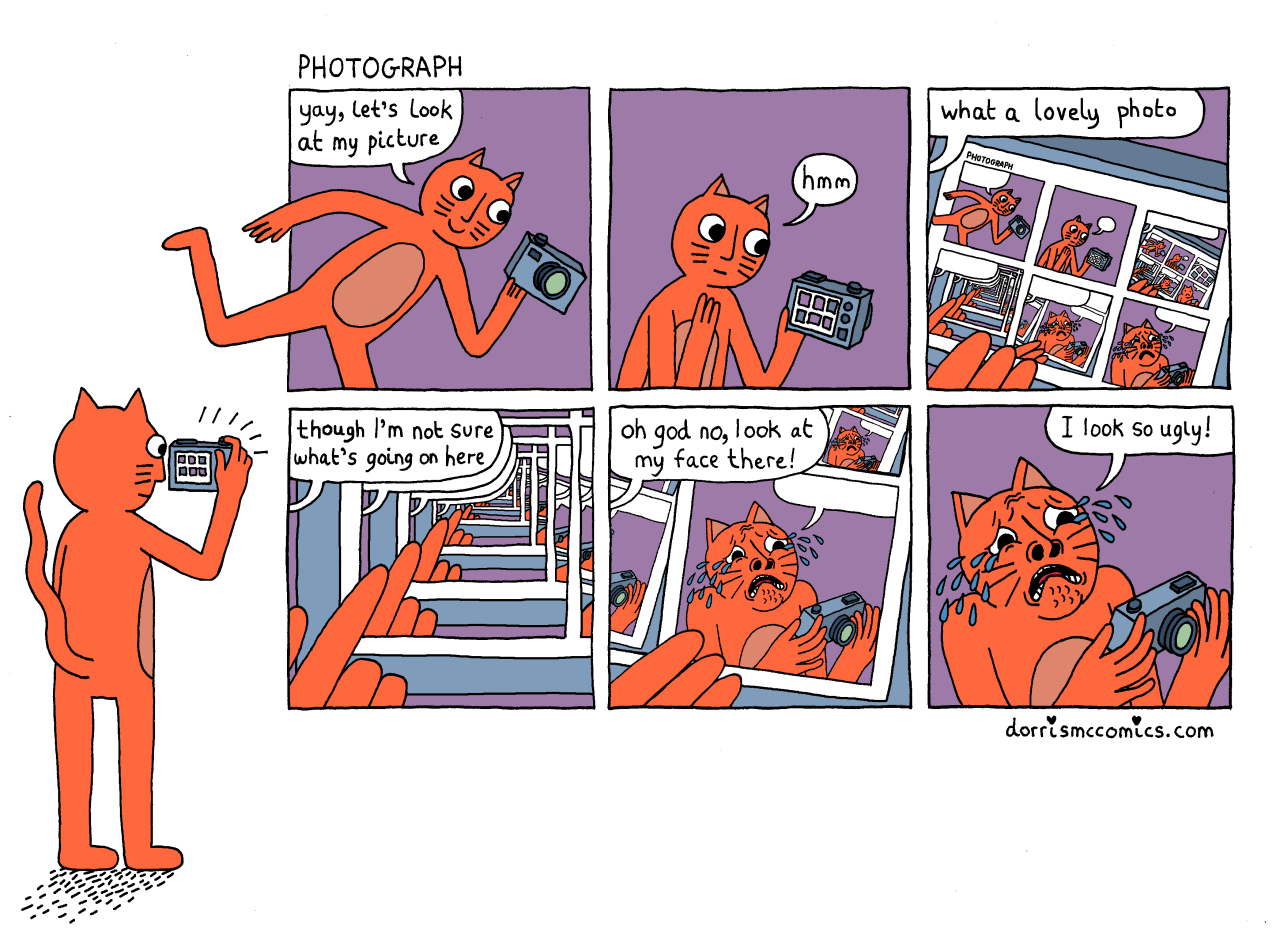 PHOTOGRAPH
yay, let's look
at my picture
hmm
what a lovely photo
PHOTOGRAPH
though I'm not sure
what's going on here
oh god no, look at
my face there!
I look so ugly!
dorrismccomics.com